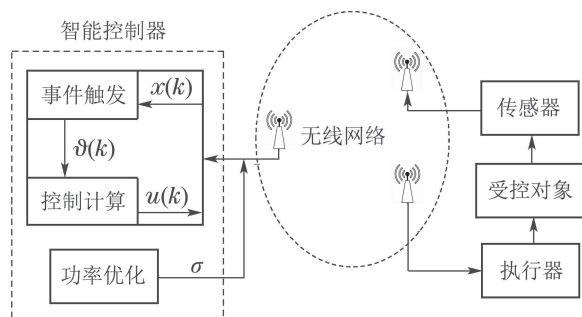 智能控制器
事件触发
x(k)
ϑ(k)
控制计算
u(k)
功率优化
σ
无线网络
传感器
受控对象
执行器